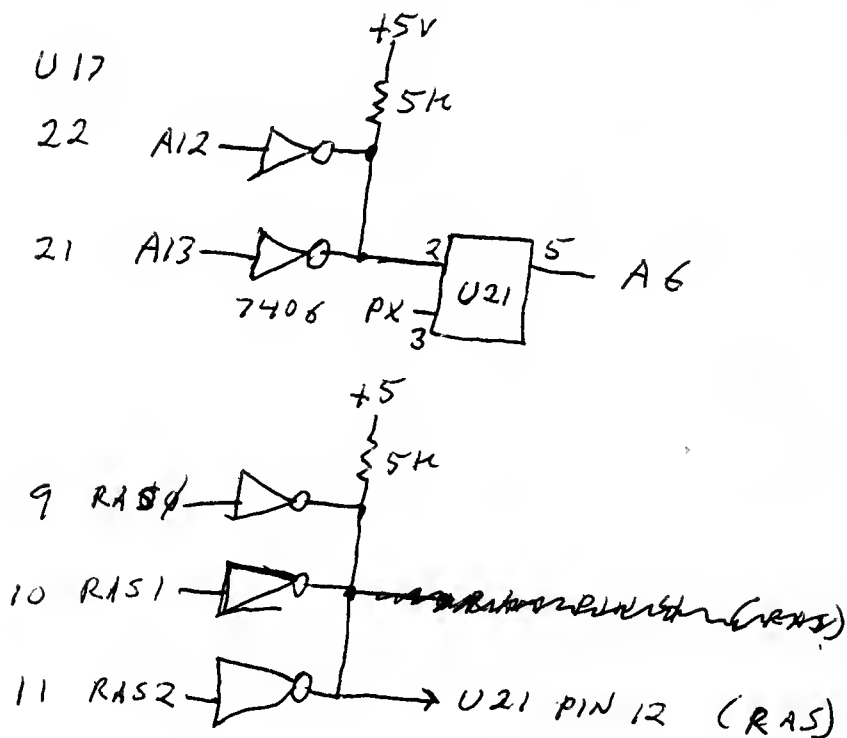 +5V
U 17
5K
22 A12
21 A13 2 5 A6
U21
7406 PX
3
+5
5K
9 RAS0
10 RAS1 (RAS)
11 RAS2 U21 PIN 12 (RAS)